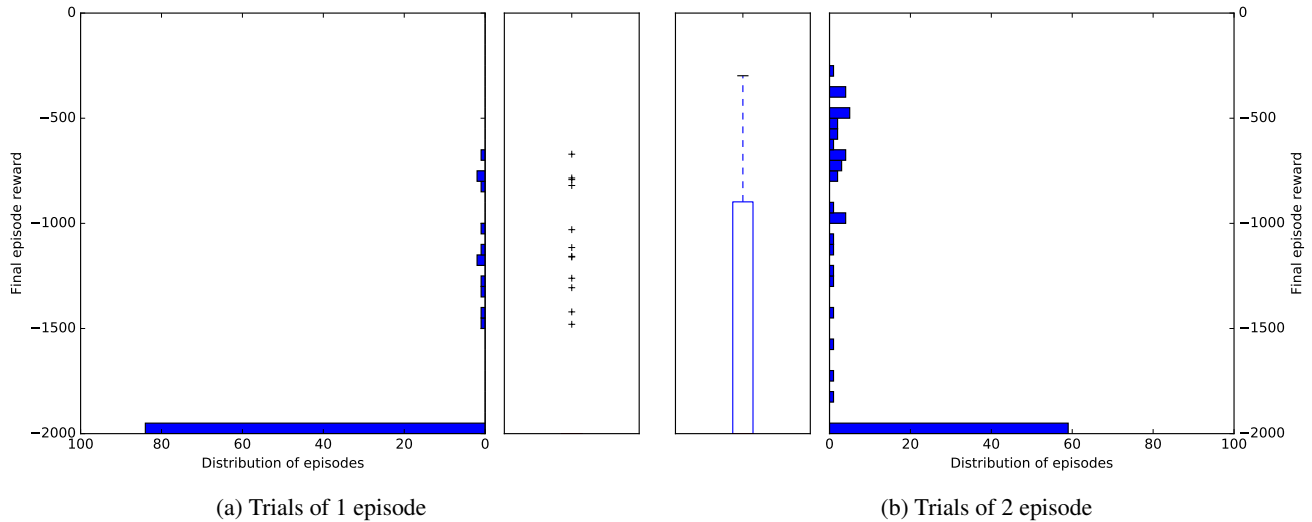 0
−500
−1000
−1500
−2000
Final episode reward
100 80 60 40 20 0
Distribution of episodes
(a) Trials of 1 episode
0
−500
−1000
−1500
−2000
Final episode reward
0 20 40 60 80 100
Distribution of episodes
(b) Trials of 2 episode